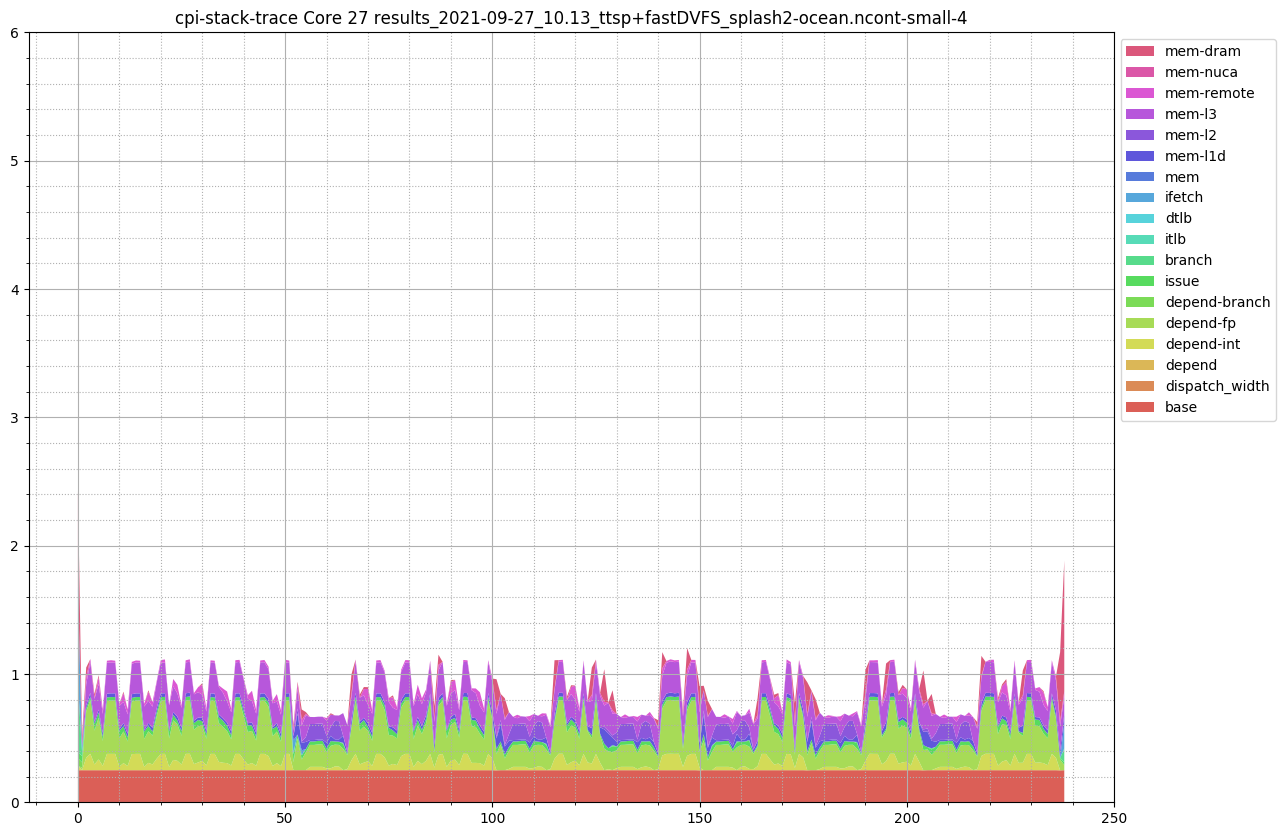 cpi-stack-trace Core 27 results_2021-09-27_10.13_ttsp+fastDVFS_splash2-ocean.ncont-small-4
6
5
4
3
2
1
0
0 50 100 150 200 250
mem-dram
mem-nuca
mem-remote
mem-l3
mem-l2
mem-l1d
mem
ifetch
dtlb
itlb
branch
issue
depend-branch
depend-fp
depend-int
depend
dispatch_width
base